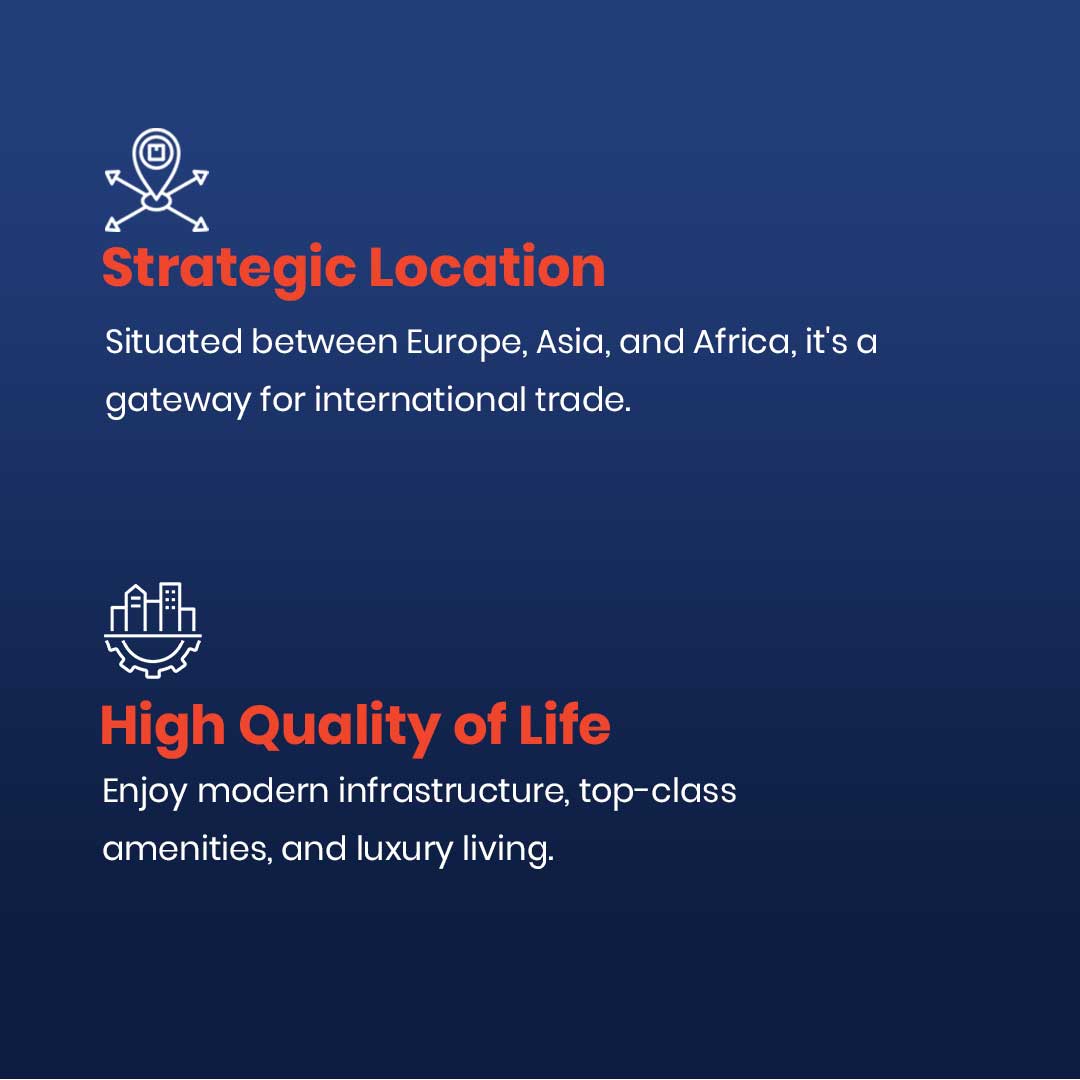 Strategic Location
Situated between Europe, Asia, and Africa, it's a
gateway for international trade.
High Quality of Life
Enjoy modern infrastructure, top-class
amenities, and luxury living.